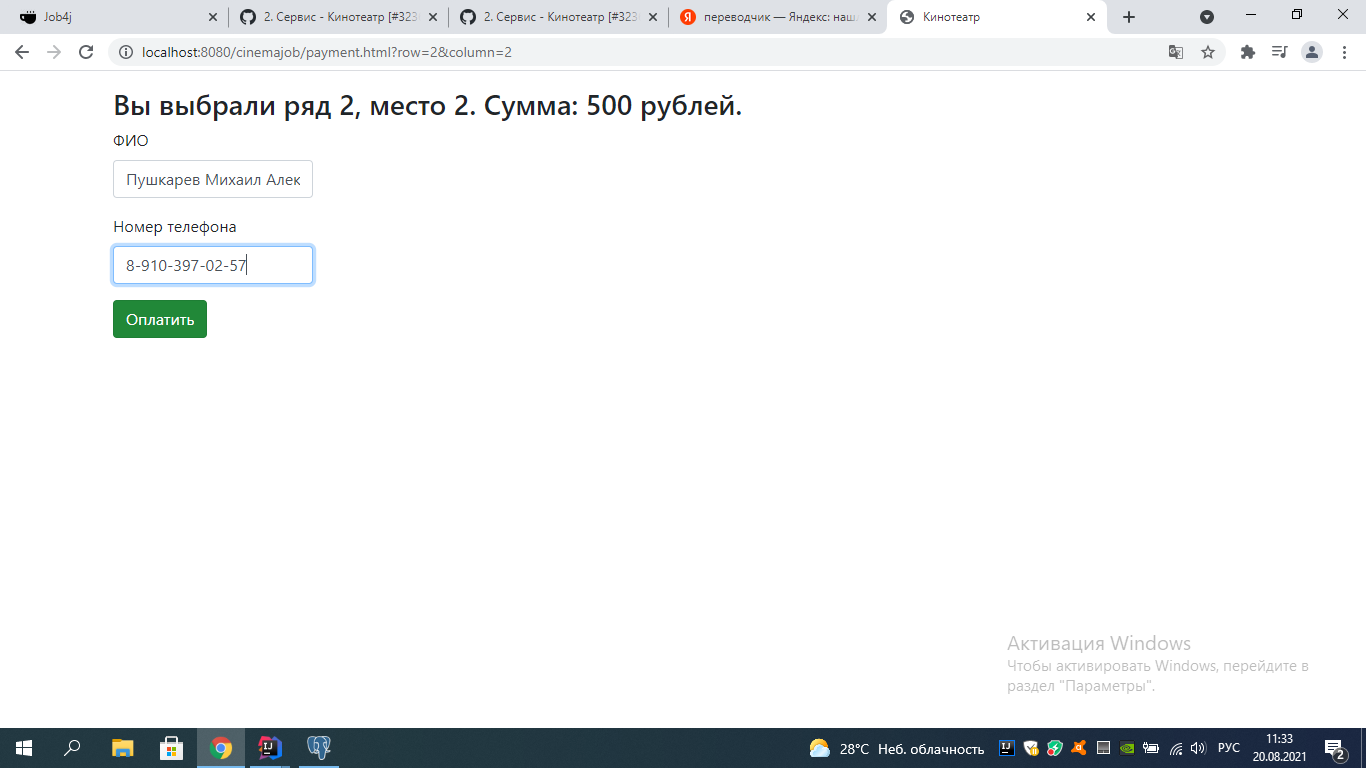 Job4j
2. Сервис - Кинотеатр [#323
2. Сервис - Кинотеатр [#323
переводчик — Яндекс: наш
Кинотеатр
localhost:8080/cinemajob/payment.html?row=2&column=2
Вы выбрали ряд 2, место 2. Сумма: 500 рублей.
ФИО
Пушкарев Михаил Алек
Номер телефона
8-910-397-02-57
Оплатить
Активация Windows
Чтобы активировать Windows, перейдите в
раздел "Параметры".
28°C Неб. облачность
РУС
11:33
20.08.2021
2